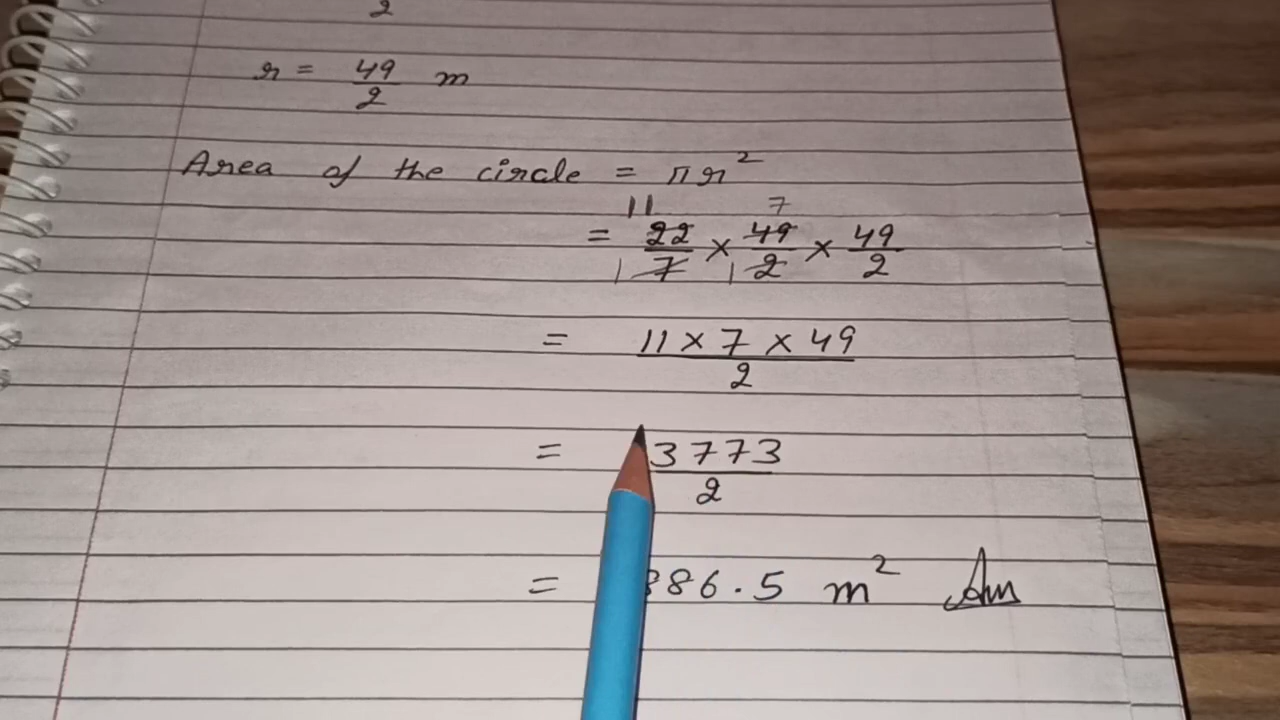 2
r = 49/2 m
Area of the circle = πr²
11 7
= 22/7 × 49/2 × 49/2
1 1
= 11 × 7 × 49 / 2
= 3773/2
= 86.5 m² Ans